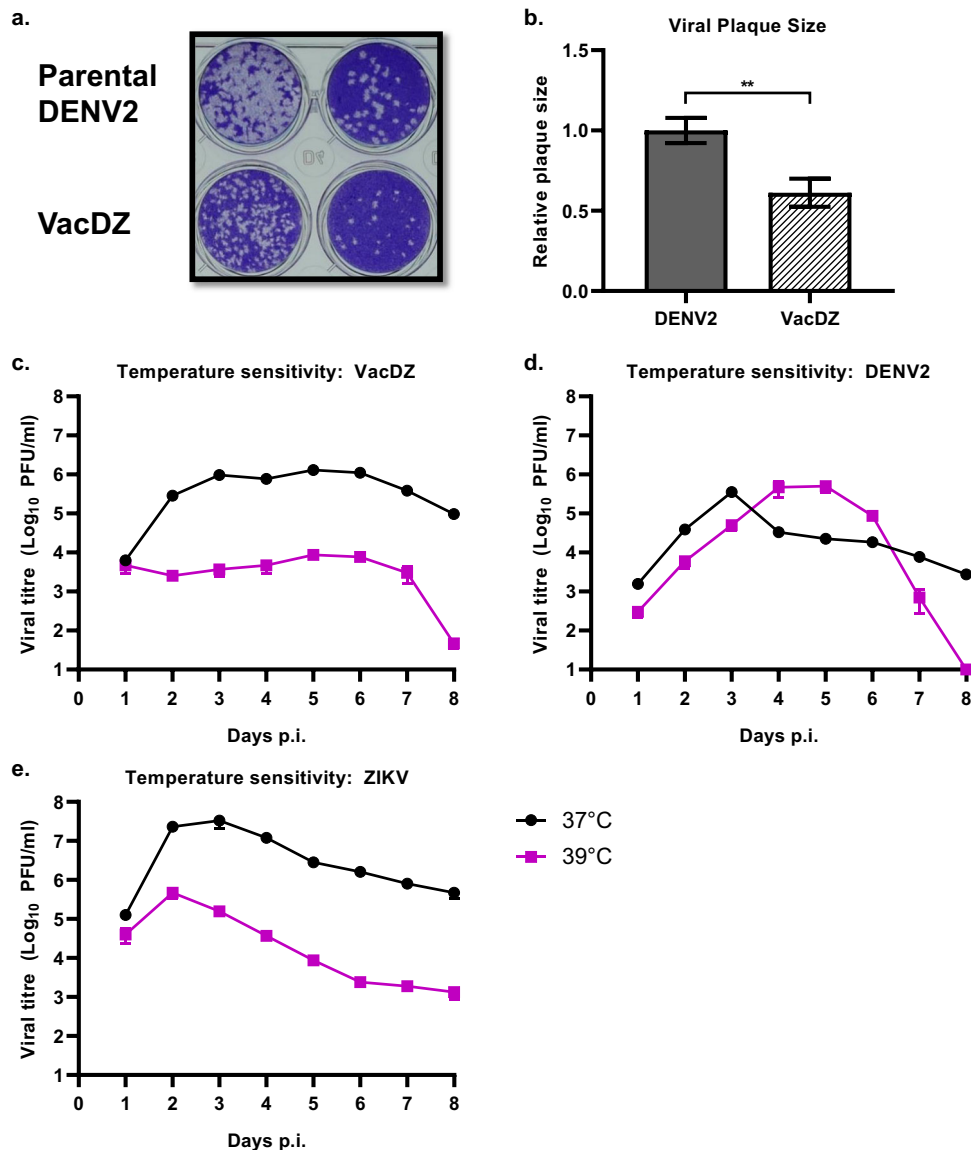 a.
Parental
DENV2
VacDZ
b.
Viral Plaque Size
Relative plaque size
1.5
1.0
0.5
0.0
**
DENV2
VacDZ
c.
Temperature sensitivity: VacDZ
Viral titre (Log10 PFU/ml)
8
7
6
5
4
3
2
1
0 1 2 3 4 5 6 7 8
Days p.i.
d.
Temperature sensitivity: DENV2
Viral titre (Log10 PFU/ml)
8
7
6
5
4
3
2
1
0 1 2 3 4 5 6 7 8
Days p.i.
e.
Temperature sensitivity: ZIKV
Viral titre (Log10 PFU/ml)
8
7
6
5
4
3
2
1
0 1 2 3 4 5 6 7 8
Days p.i.
37°C
39°C